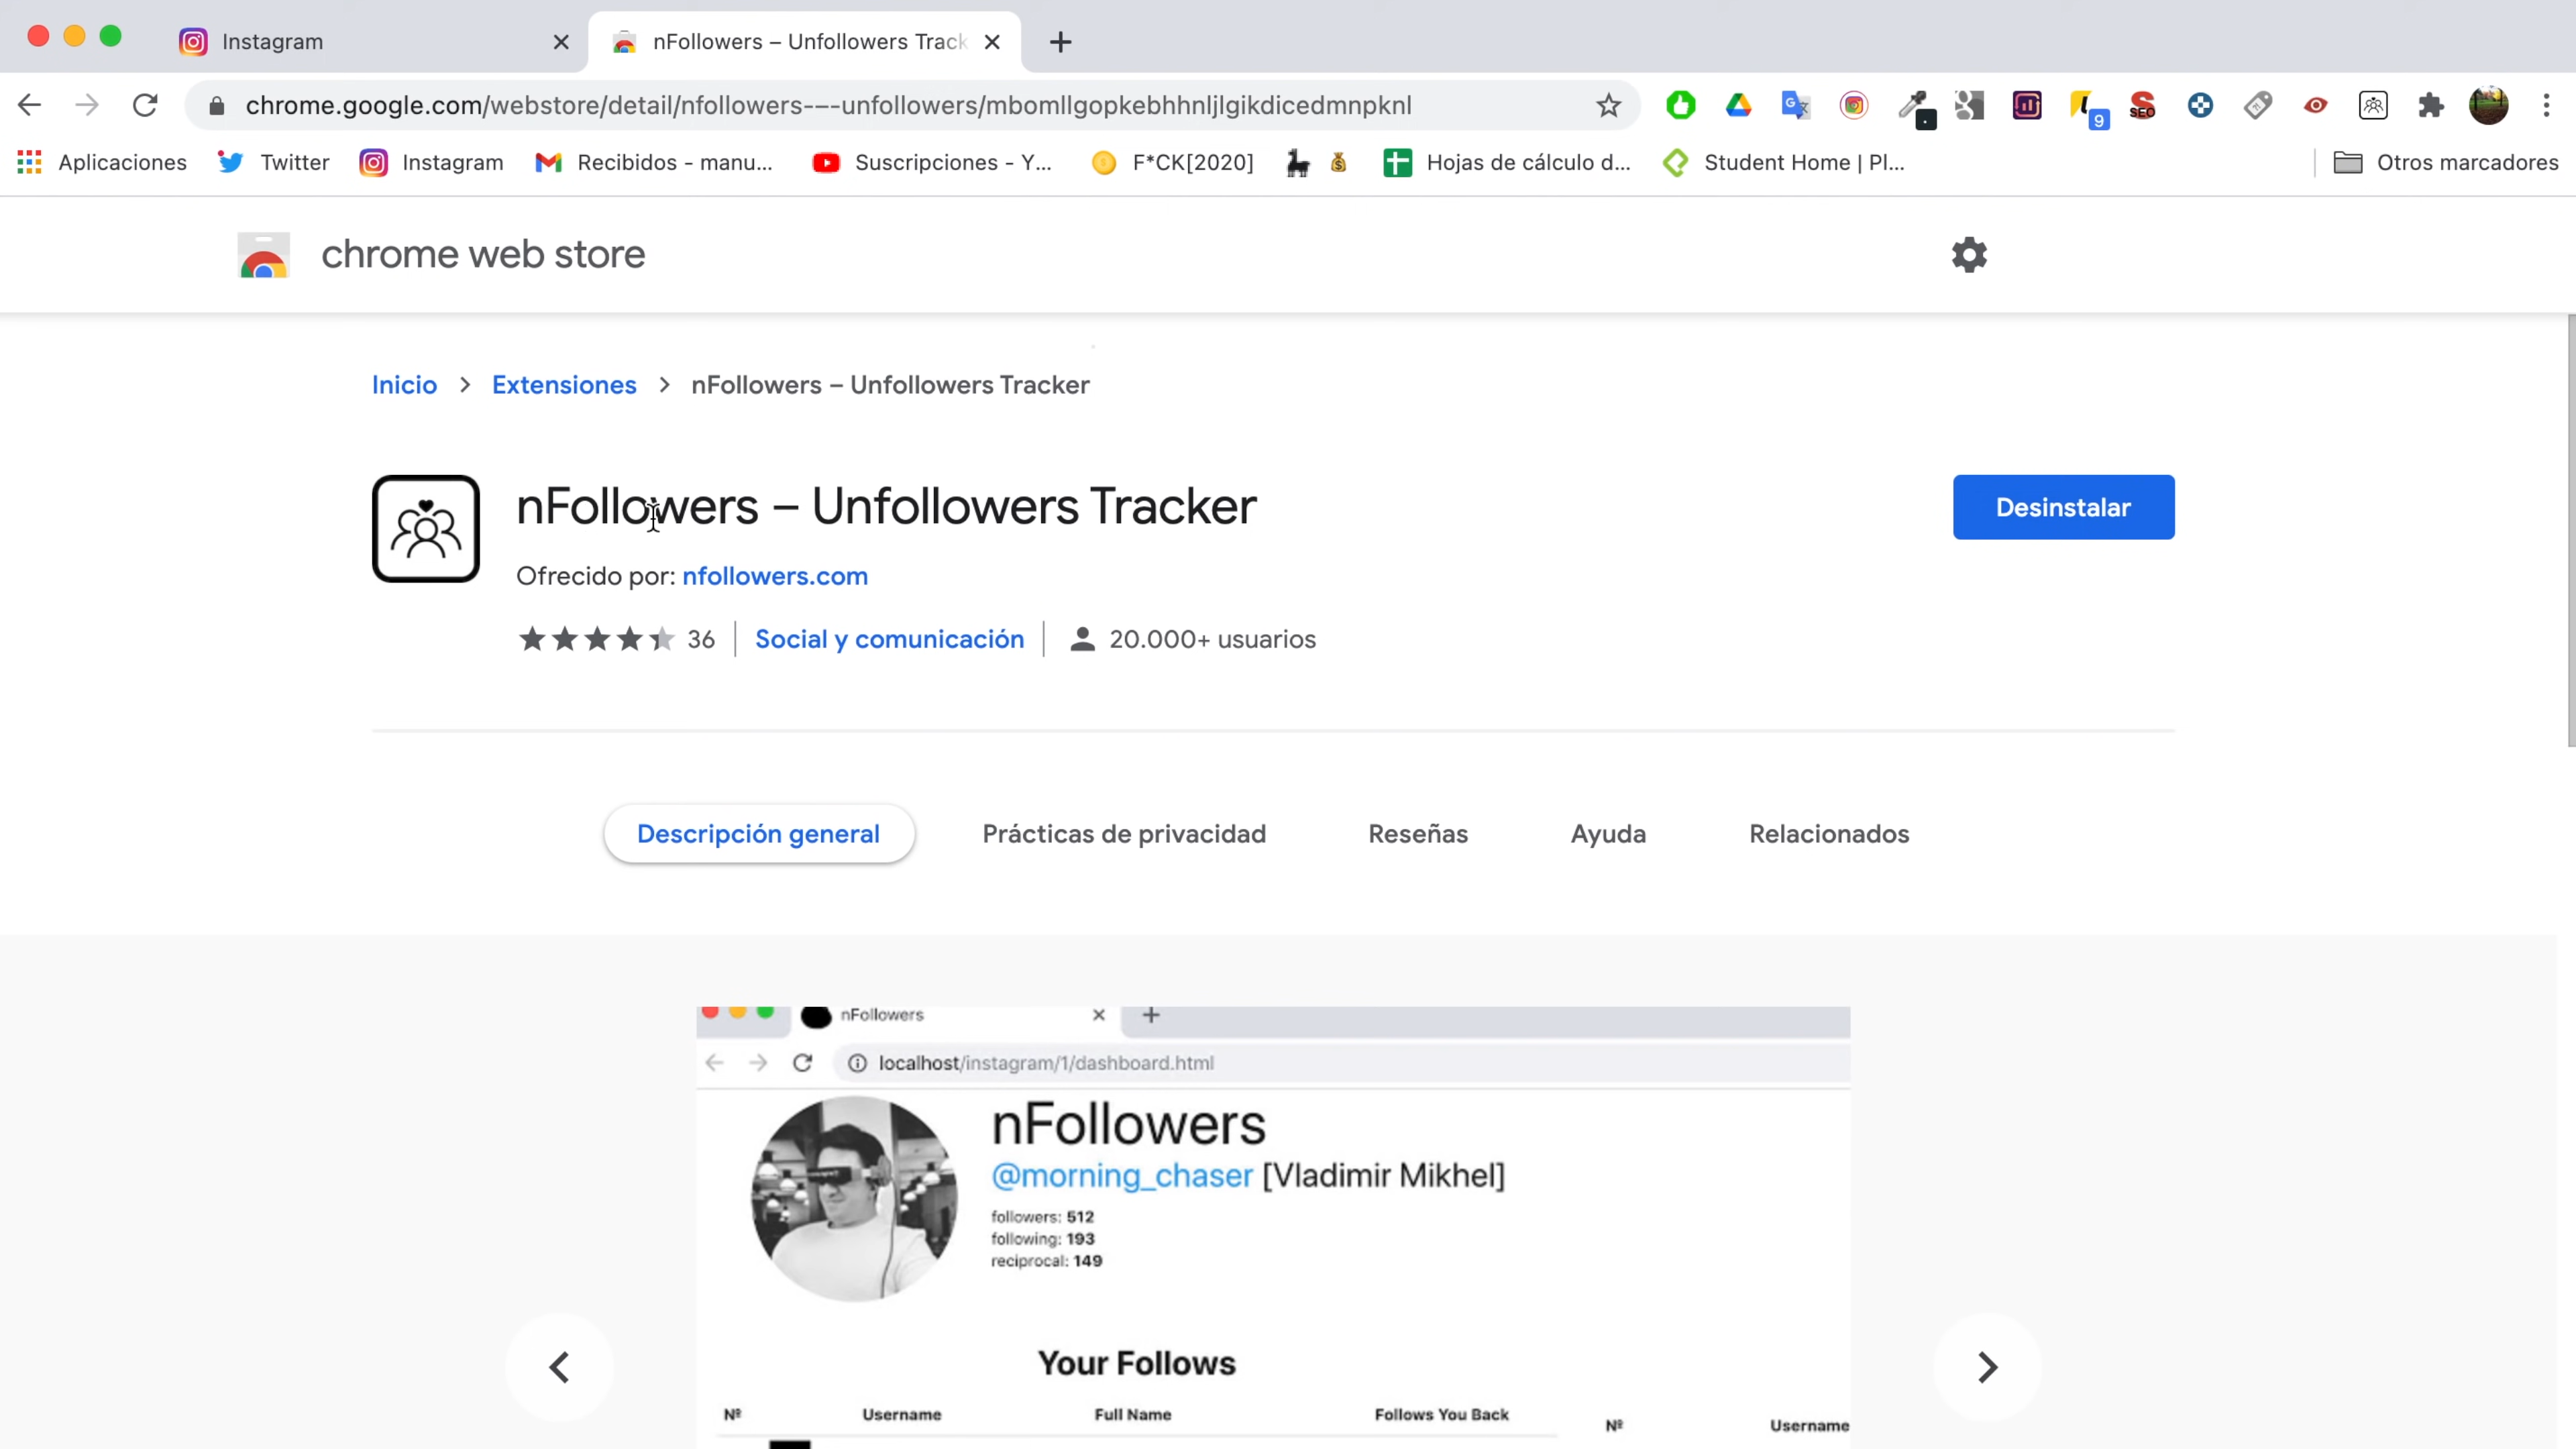 Instagram
nFollowers – Unfollowers Track
chrome.google.com/webstore/detail/nfollowers-–-unfollowers/mbomllgopkebhhnljlgikdicedmnpknl
9
SEO
Aplicaciones
Twitter
Instagram
Recibidos - manu...
Suscripciones - Y...
F*CK[2020]
Hojas de cálculo d...
Student Home | Pl...
Otros marcadores
chrome web store
Inicio > Extensiones > nFollowers – Unfollowers Tracker
nFollowers – Unfollowers Tracker
Desinstalar
Ofrecido por: nfollowers.com
36 | Social y comunicación | 20.000+ usuarios
Descripción general
Prácticas de privacidad
Reseñas
Ayuda
Relacionados
nFollowers
localhost/instagram/1/dashboard.html
nFollowers
@morning_chaser [Vladimir Mikhel]
followers: 512
following: 193
reciprocal: 149
Your Follows
Nº Username Full Name Follows You Back
Nº Username